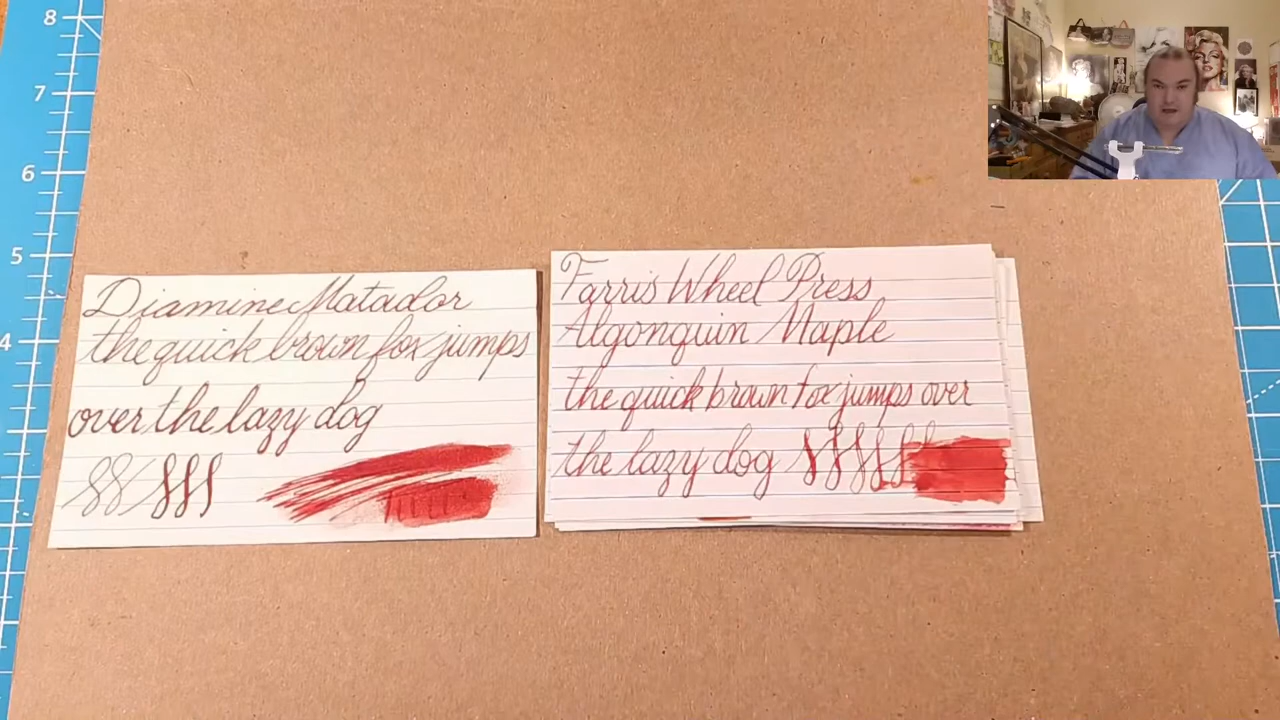 8
7
6
5
4
Diamine Matador
the quick brown fox jumps
over the lazy dog
Farris Wheel Press
Algonquin Maple
the quick brown fox jumps over
the lazy dog